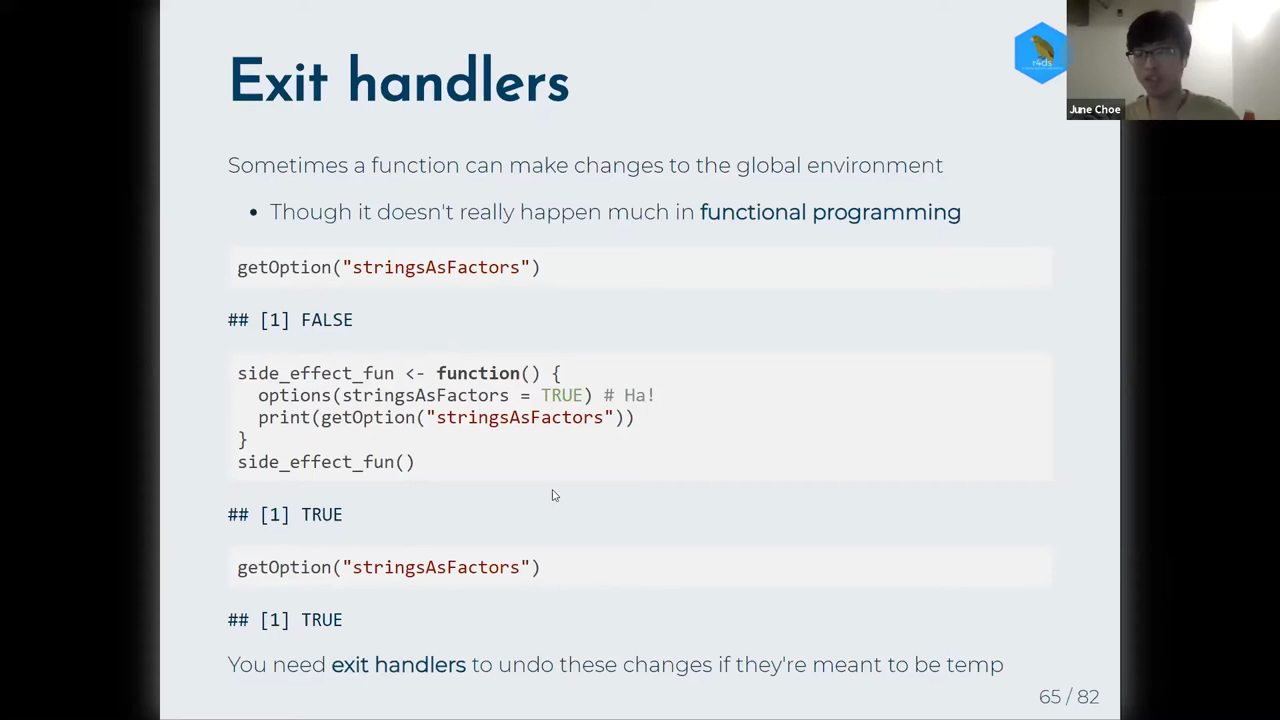 Exit handlers
r4ds
June Choe
Sometimes a function can make changes to the global environment
• Though it doesn't really happen much in functional programming
getOption("stringsAsFactors")
## [1] FALSE
side_effect_fun <- function() {
  options(stringsAsFactors = TRUE) # Ha!
  print(getOption("stringsAsFactors"))
}
side_effect_fun()
## [1] TRUE
getOption("stringsAsFactors")
## [1] TRUE
You need exit handlers to undo these changes if they're meant to be temp
65 / 82